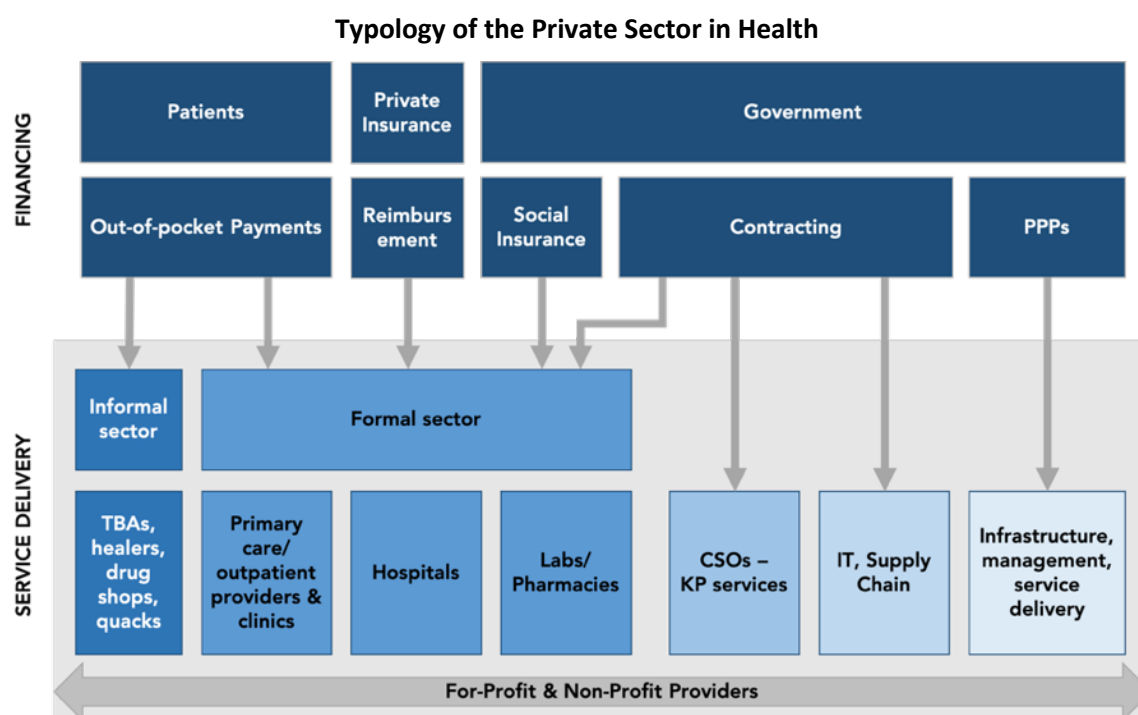 Typology of the Private Sector in Health
FINANCING
Patients
Private
Insurance
Government
Out-of-pocket Payments
Reimburs
ement
Social
Insurance
Contracting
PPPs
SERVICE DELIVERY
Informal
sector
Formal sector
TBAs,
healers,
drug
shops,
quacks
Primary
care/
outpatient
providers &
clinics
Hospitals
Labs/
Pharmacies
CSOs –
KP services
IT, Supply
Chain
Infrastructure,
management,
service
delivery
For-Profit & Non-Profit Providers